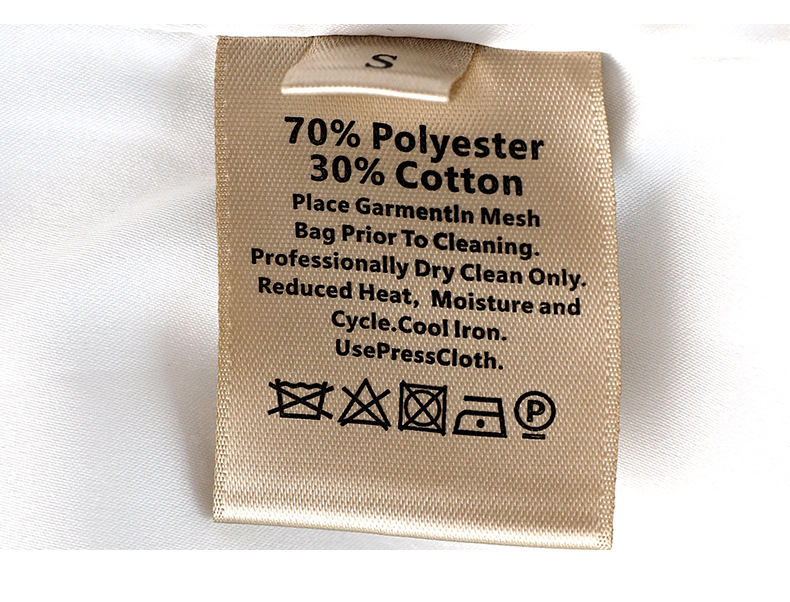 S
70% Polyester
30% Cotton
Place GarmentIn Mesh
Bag Prior To Cleaning.
Professionally Dry Clean Only.
Reduced Heat, Moisture and
Cycle.Cool Iron.
UsePressCloth.
P